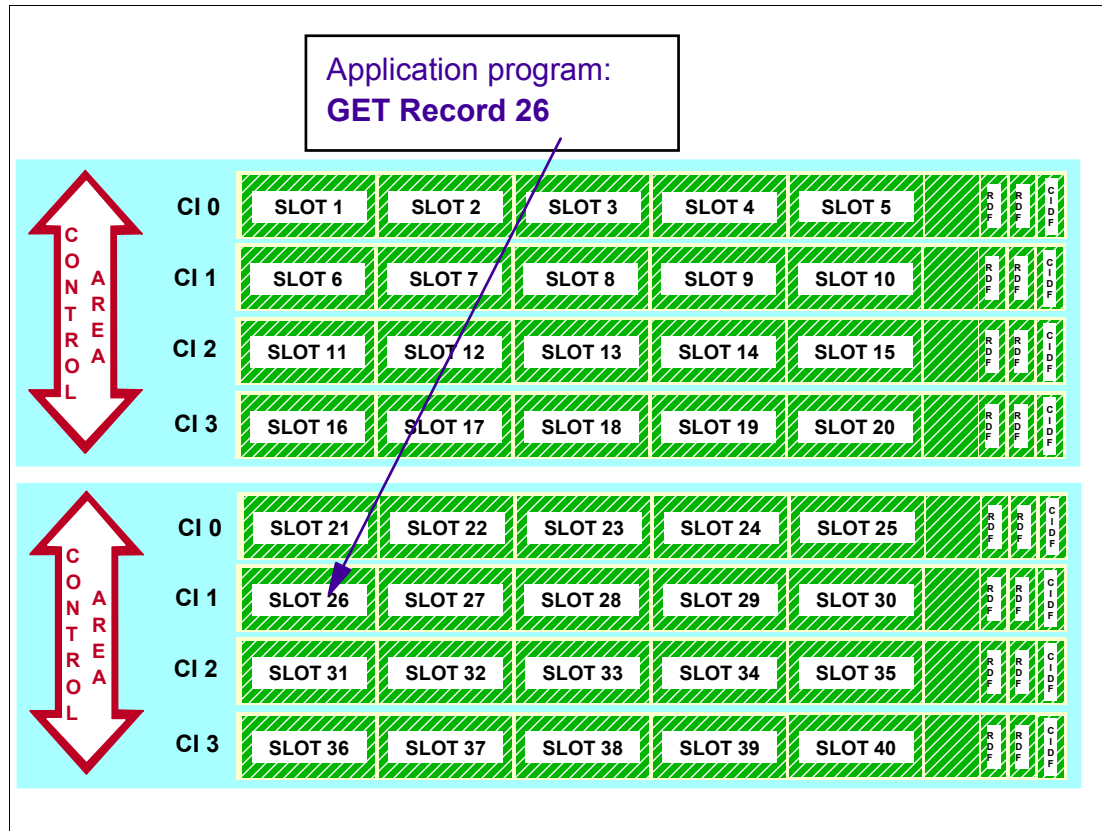 Application program:
GET Record 26
CONTROL AREA
CI 0 SLOT 1 SLOT 2 SLOT 3 SLOT 4 SLOT 5 RDF RDF CIDF
CI 1 SLOT 6 SLOT 7 SLOT 8 SLOT 9 SLOT 10 RDF RDF CIDF
CI 2 SLOT 11 SLOT 12 SLOT 13 SLOT 14 SLOT 15 RDF RDF CIDF
CI 3 SLOT 16 SLOT 17 SLOT 18 SLOT 19 SLOT 20 RDF RDF CIDF
CONTROL AREA
CI 0 SLOT 21 SLOT 22 SLOT 23 SLOT 24 SLOT 25 RDF RDF CIDF
CI 1 SLOT 26 SLOT 27 SLOT 28 SLOT 29 SLOT 30 RDF RDF CIDF
CI 2 SLOT 31 SLOT 32 SLOT 33 SLOT 34 SLOT 35 RDF RDF CIDF
CI 3 SLOT 36 SLOT 37 SLOT 38 SLOT 39 SLOT 40 RDF RDF CIDF